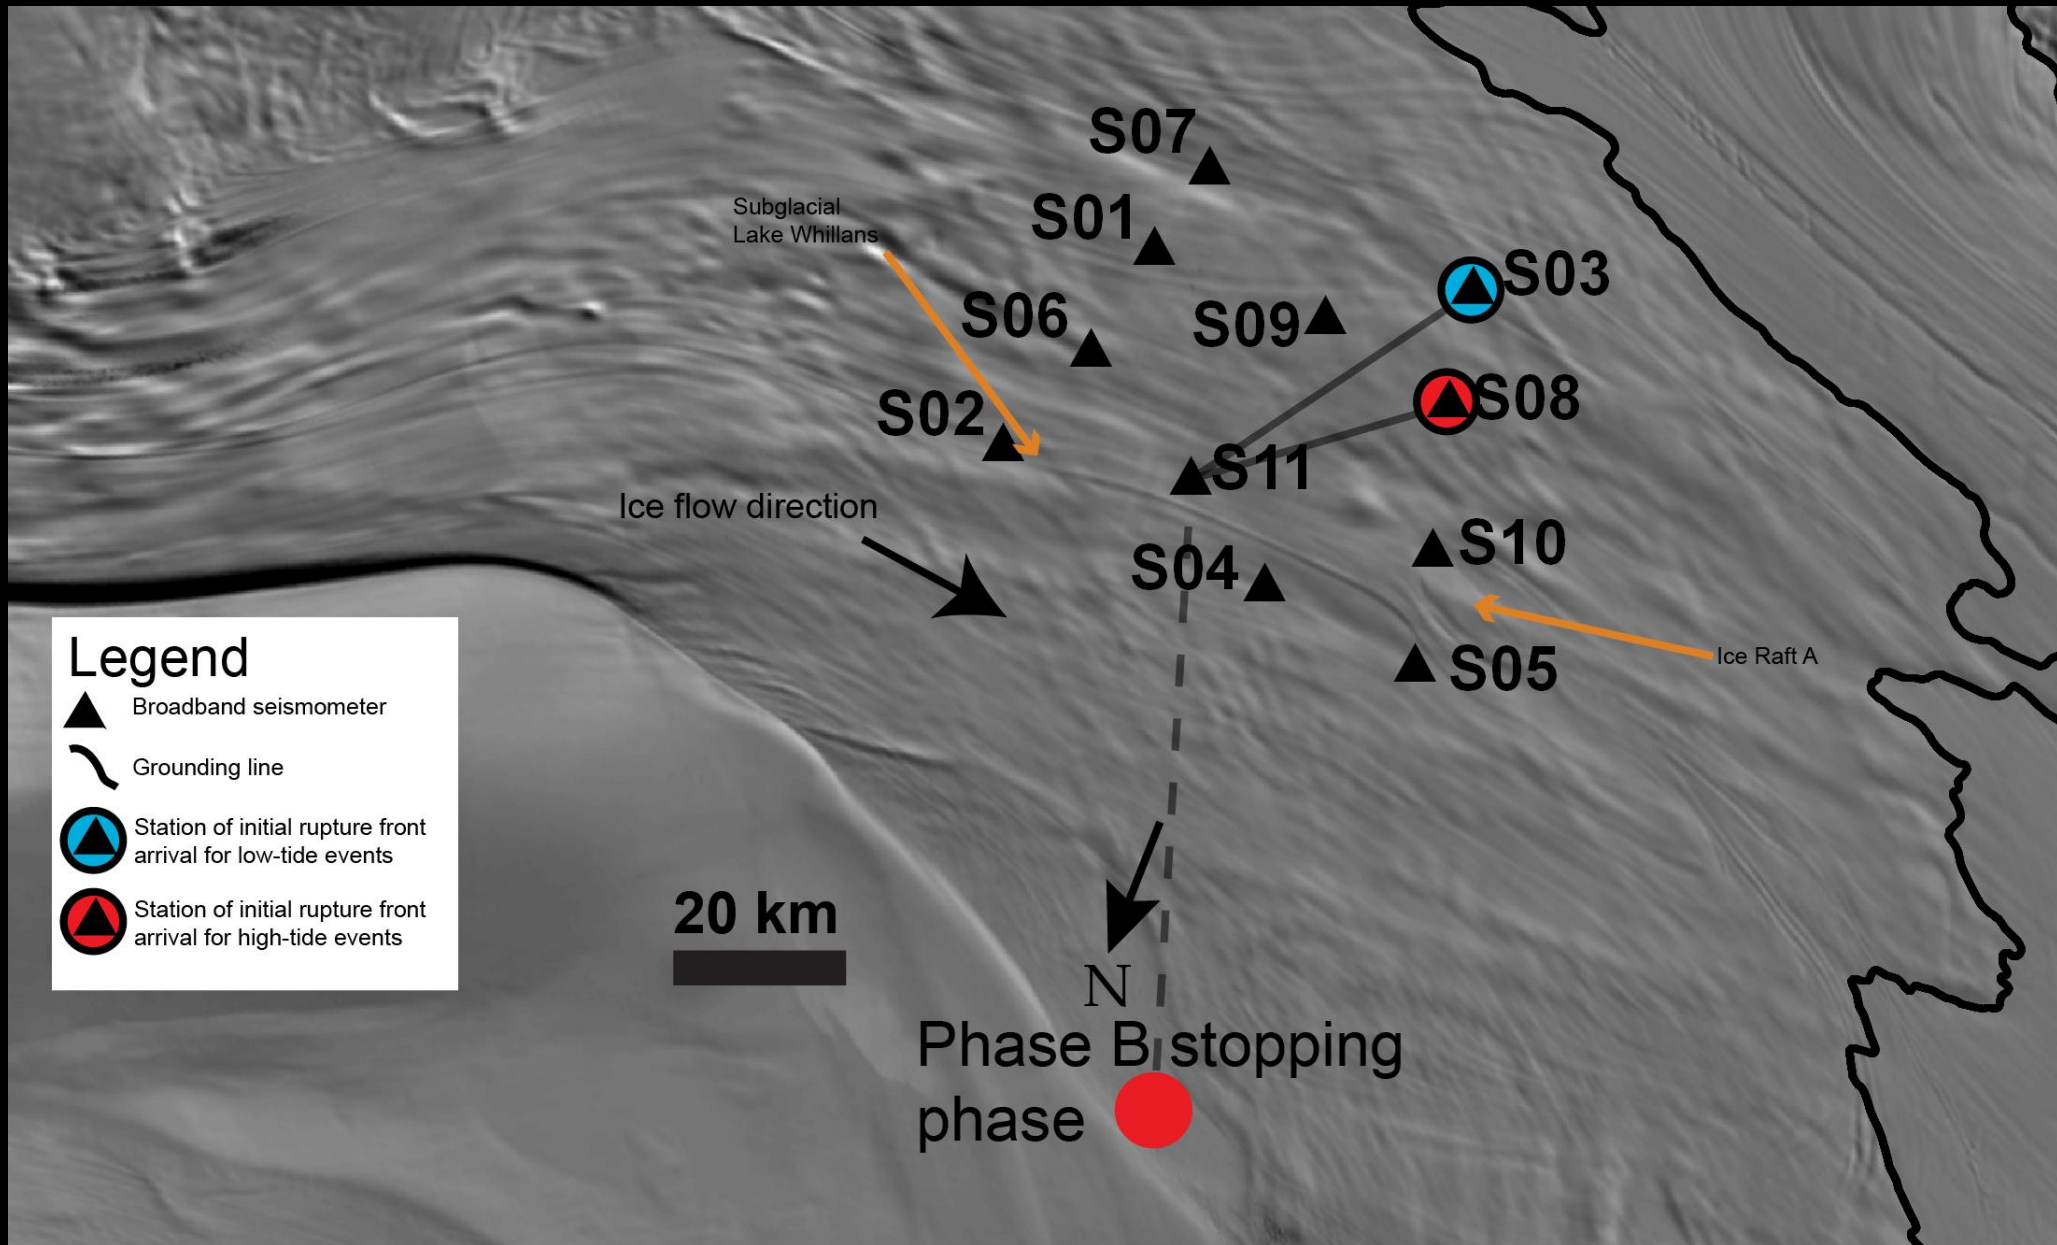 S07
S01
Subglacial
Lake Whillans
S03
S06
S09
S02
S08
S11
Ice flow direction
S04
S10
S05
Ice Raft A
Legend
Broadband seismometer
Grounding line
Station of initial rupture front
arrival for low-tide events
Station of initial rupture front
arrival for high-tide events
20 km
N
Phase B stopping
phase